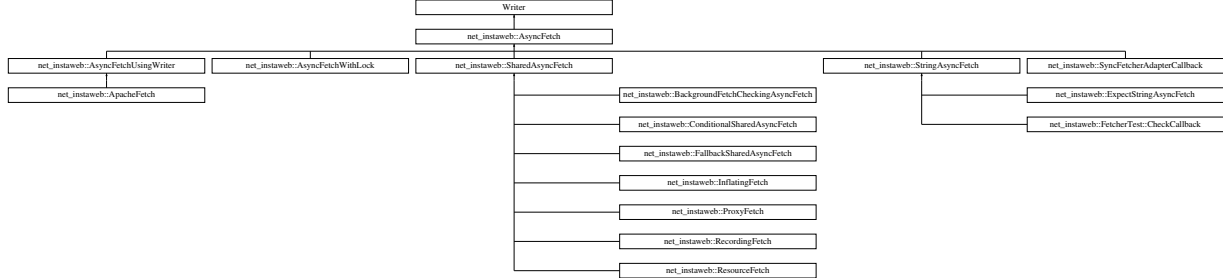 Writer
net_instaweb::AsyncFetch
net_instaweb::AsyncFetchUsingWriter
net_instaweb::AsyncFetchWithLock
net_instaweb::SharedAsyncFetch
net_instaweb::StringAsyncFetch
net_instaweb::SyncFetcherAdapterCallback
net_instaweb::ApacheFetch
net_instaweb::BackgroundFetchCheckingAsyncFetch
net_instaweb::ExpectStringAsyncFetch
net_instaweb::ConditionalSharedAsyncFetch
net_instaweb::FetcherTest::CheckCallback
net_instaweb::FallbackSharedAsyncFetch
net_instaweb::InflatingFetch
net_instaweb::ProxyFetch
net_instaweb::RecordingFetch
net_instaweb::ResourceFetch